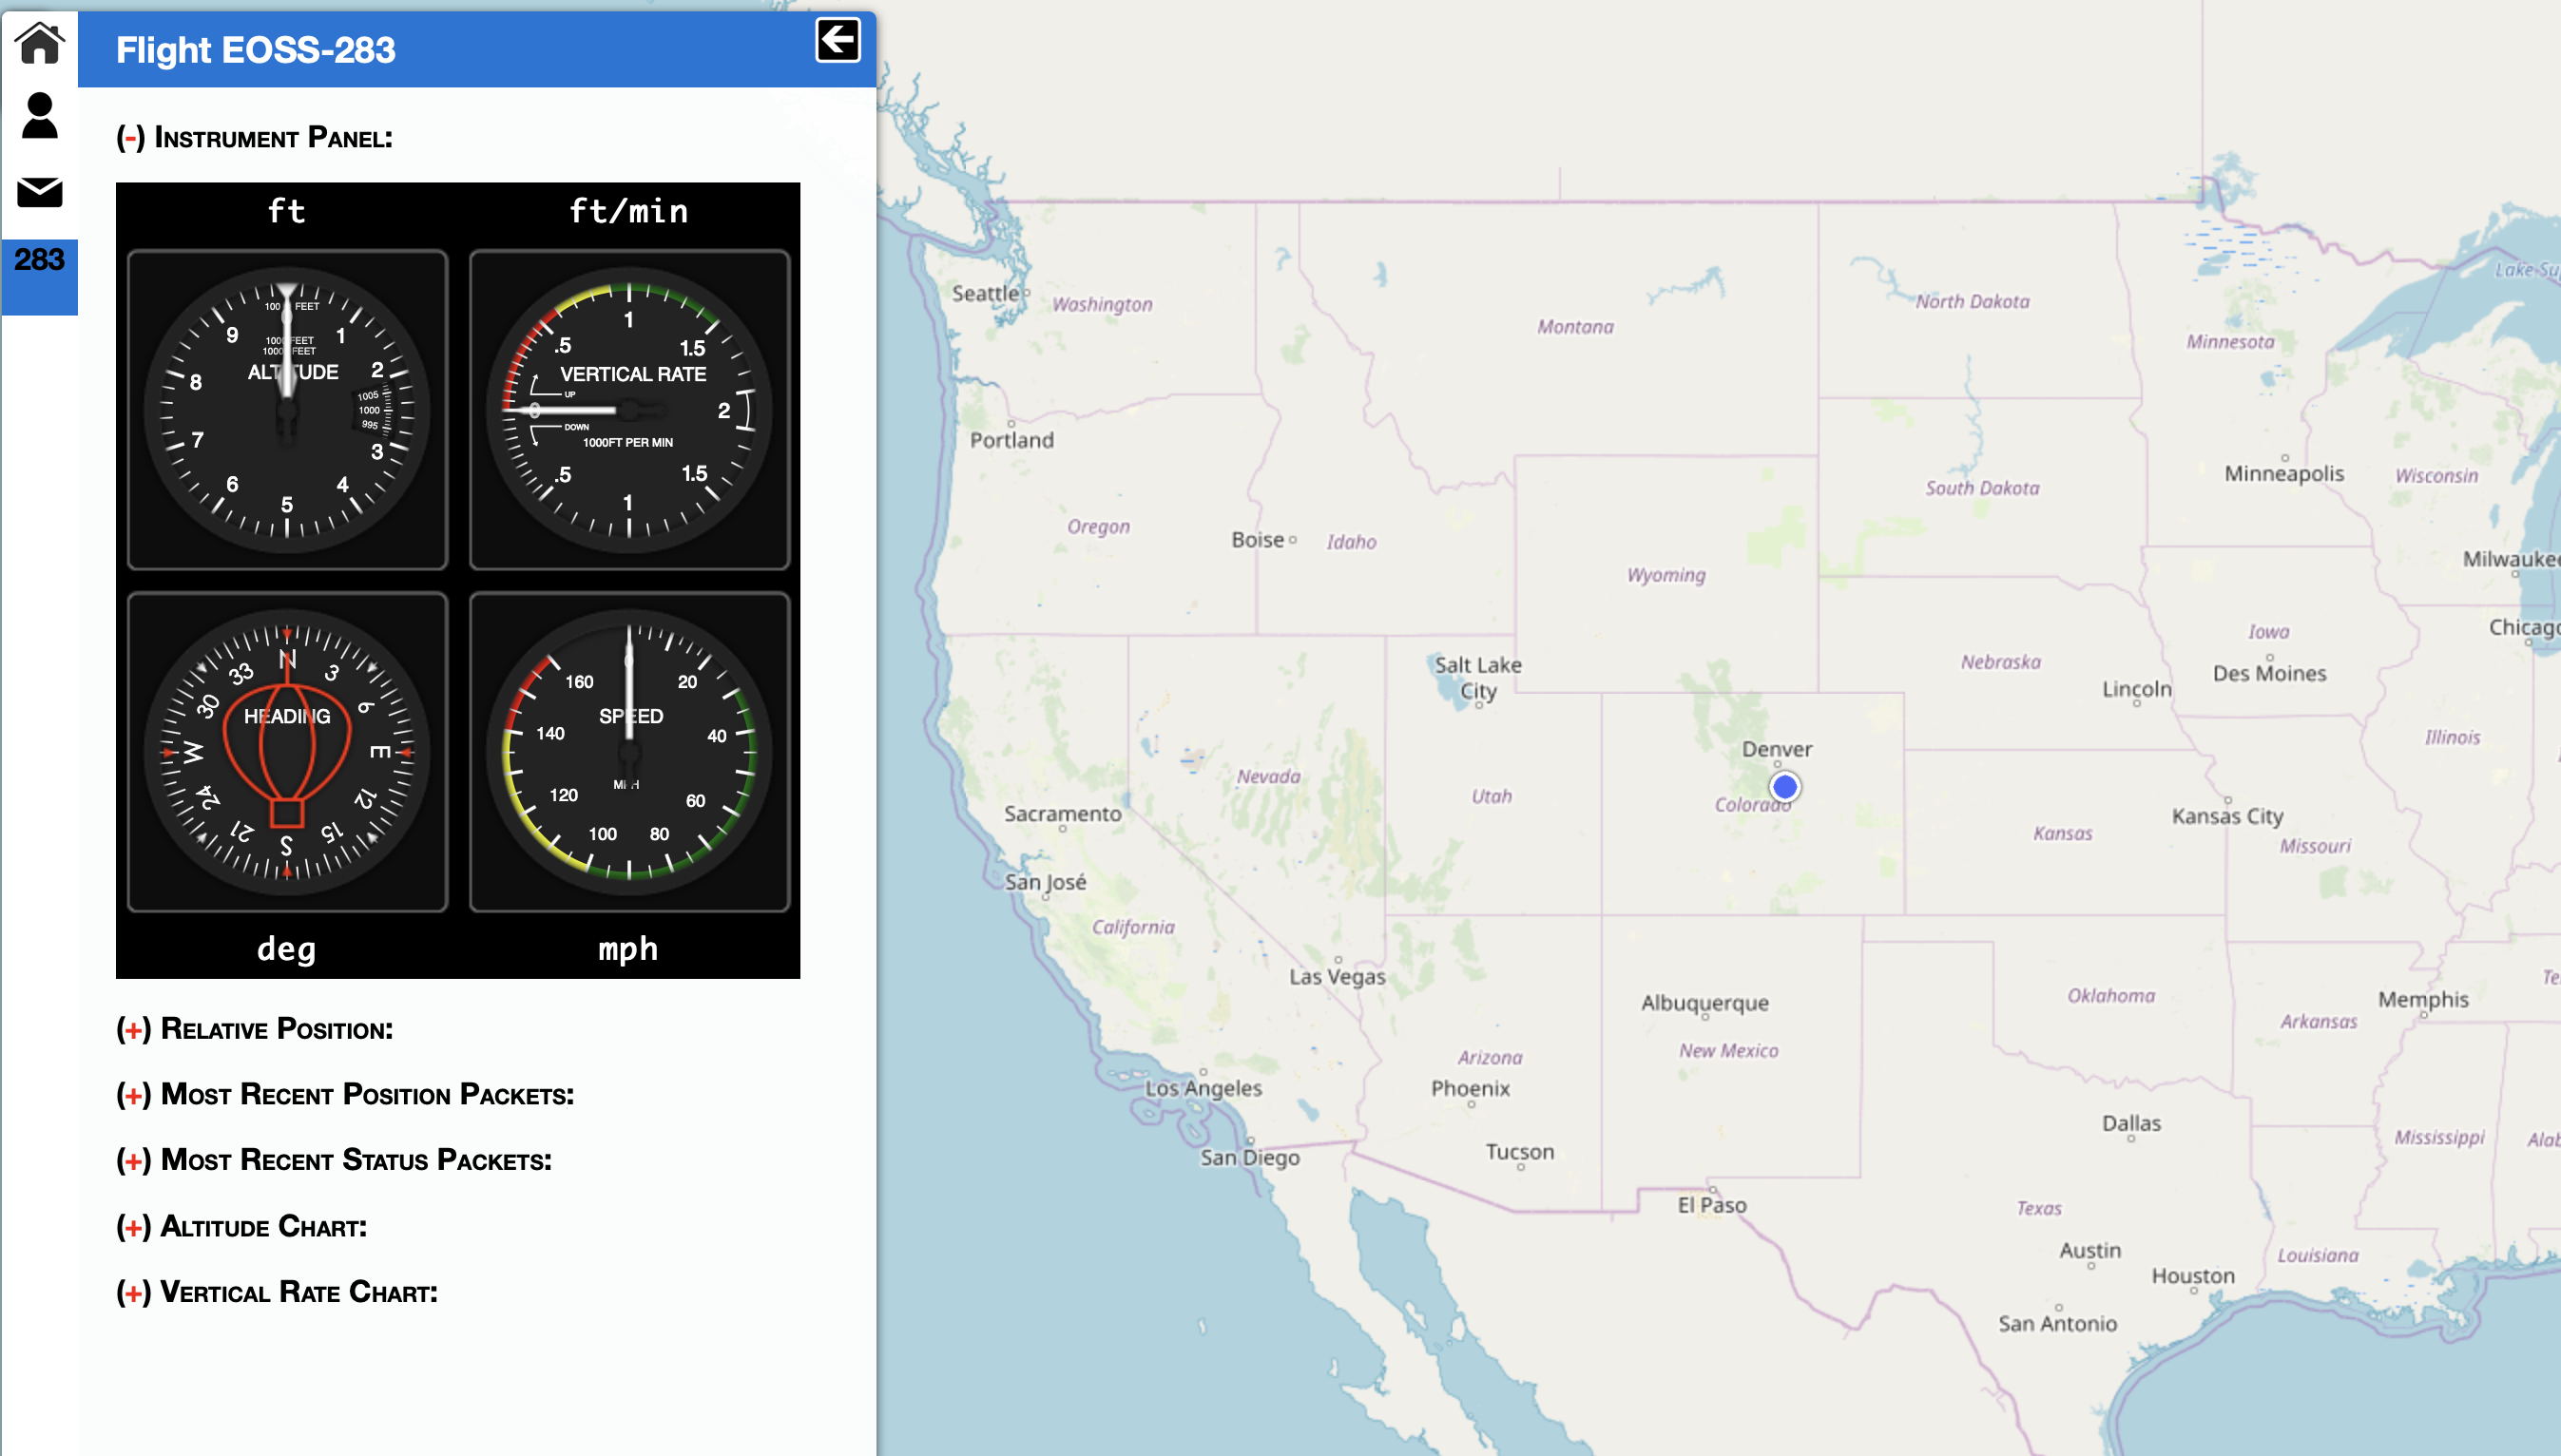 Flight EOSS-283
283
(-) Instrument Panel:
ft
ft/min
100 FEET
ALTITUDE
9
1
8
2
7
3
6
4
5
1005
1000
995
1
.5
1.5
VERTICAL RATE
UP
0
2
DOWN
1000FT PER MIN
.5
1.5
1
N
33
3
30
6
HEADING
W
E
24
12
21
15
S
0
160
20
SPEED
140
40
MPH
120
60
100
80
deg
mph
(+) Relative Position:
(+) Most Recent Position Packets:
(+) Most Recent Status Packets:
(+) Altitude Chart:
(+) Vertical Rate Chart:
Seattle
Washington
Montana
North Dakota
Minnesota
Lake Su
Portland
Oregon
Boise
Idaho
Wyoming
South Dakota
Minneapolis
Wisconsin
Milwaukee
Chicago
Salt Lake
City
Nebraska
Iowa
Des Moines
Lincoln
Illinois
Nevada
Utah
Denver
Colorado
Kansas
Kansas City
Missouri
Sacramento
San José
California
Las Vegas
Albuquerque
New Mexico
Arizona
Phoenix
Tucson
Oklahoma
Arkansas
Memphis
Te
Los Angeles
San Diego
El Paso
Dallas
Mississippi
Alab
Texas
Austin
Houston
San Antonio
Louisiana